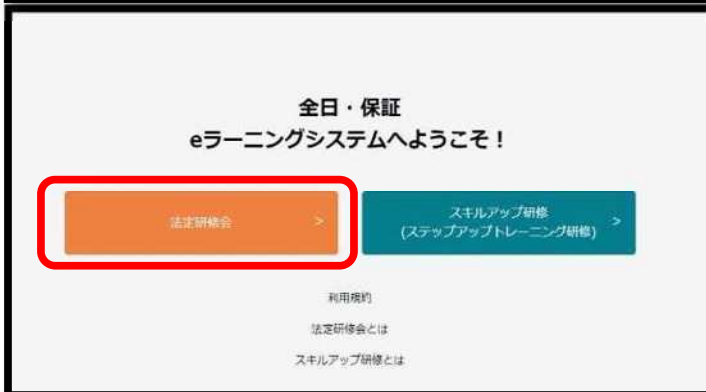 全日・保証
eラーニングシステムへようこそ！
法定研修会 >
スキルアップ研修
(ステップアップトレーニング研修) >
利用規約
法定研修会とは
スキルアップ研修とは